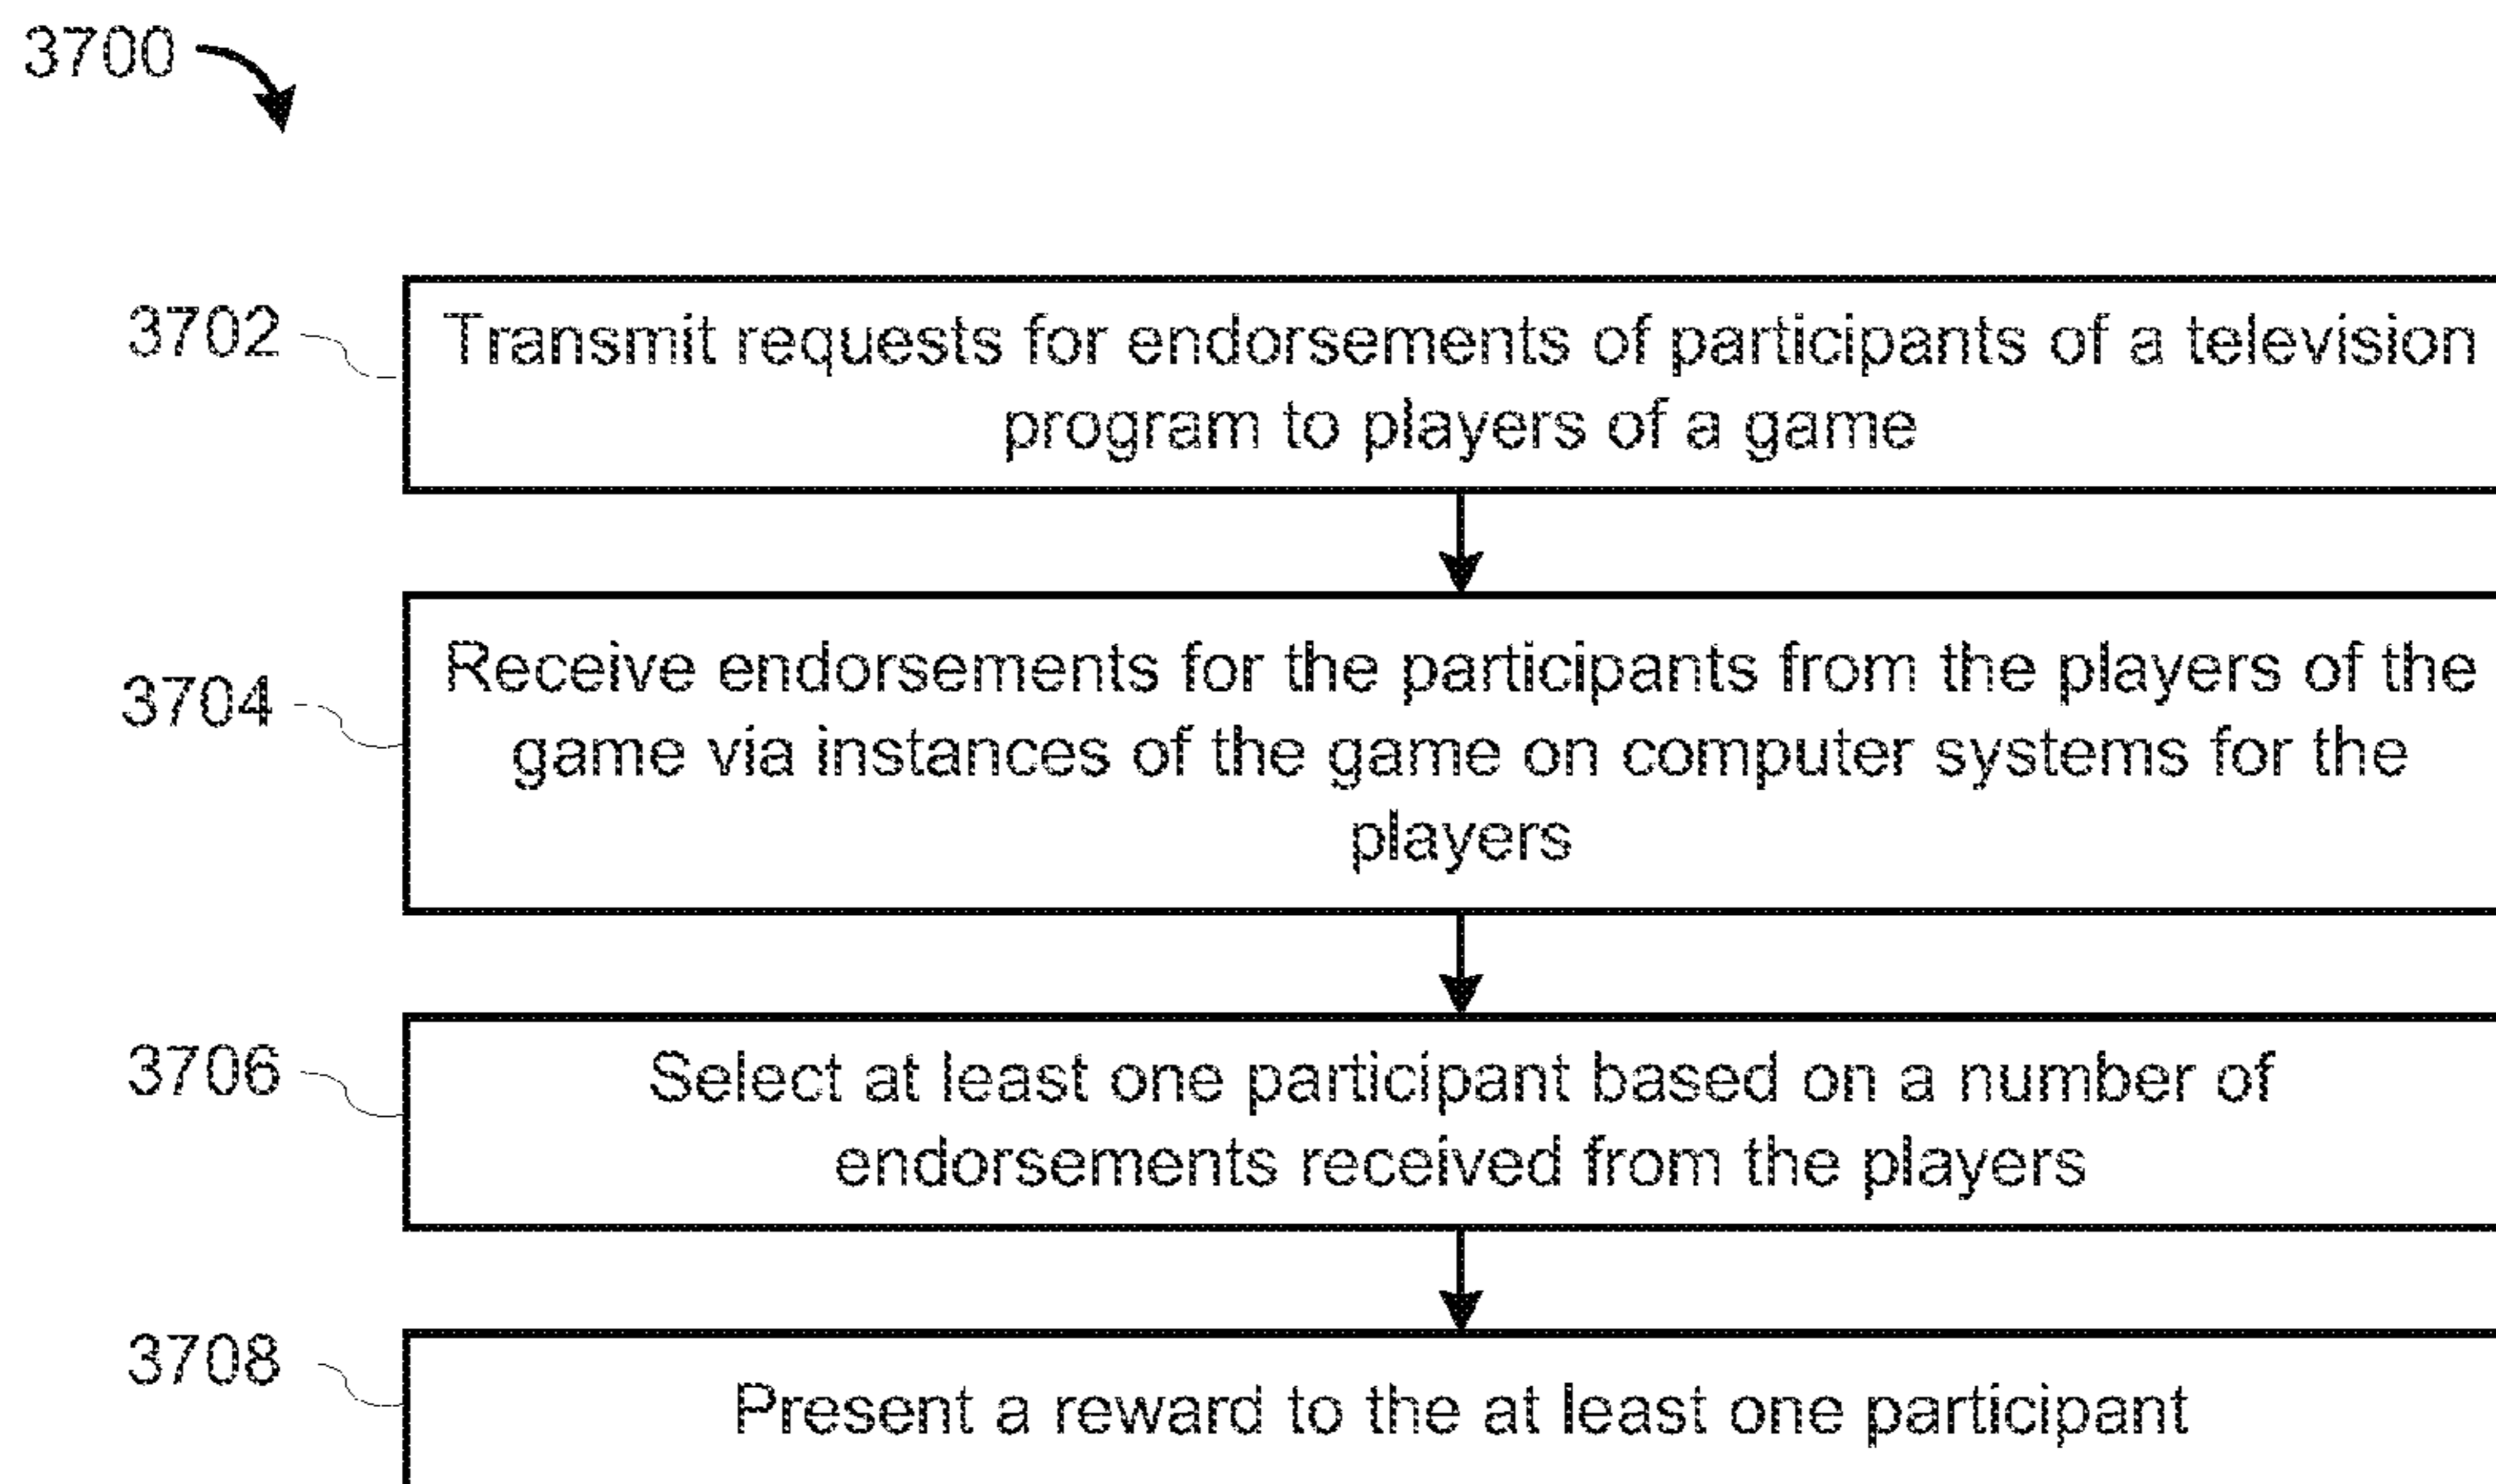 3700
3702
Transmit requests for endorsements of participants of a television
program to players of a game
3704
Receive endorsements for the participants from the players of the
game via instances of the game on computer systems for the
players
3706
Select at least one participant based on a number of
endorsements received from the players
3708
Present a reward to the at least one participant